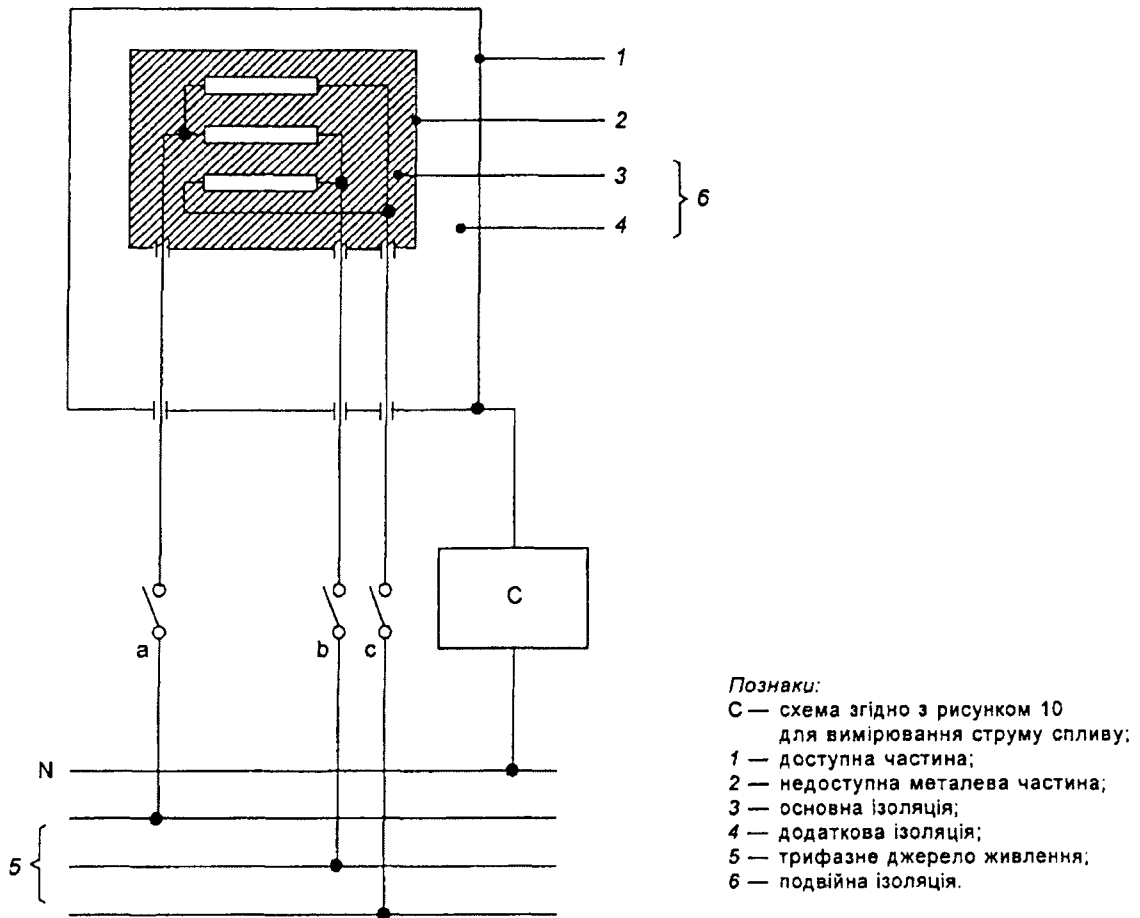 1
2
3
4
6
C
a
b
c
N
5
Познаки:
С — схема згідно з рисунком 10
для вимірювання струму спливу;
1 — доступна частина;
2 — недоступна металева частина;
3 — основна ізоляція;
4 — додаткова ізоляція;
5 — трифазне джерело живлення;
6 — подвійна ізоляція.